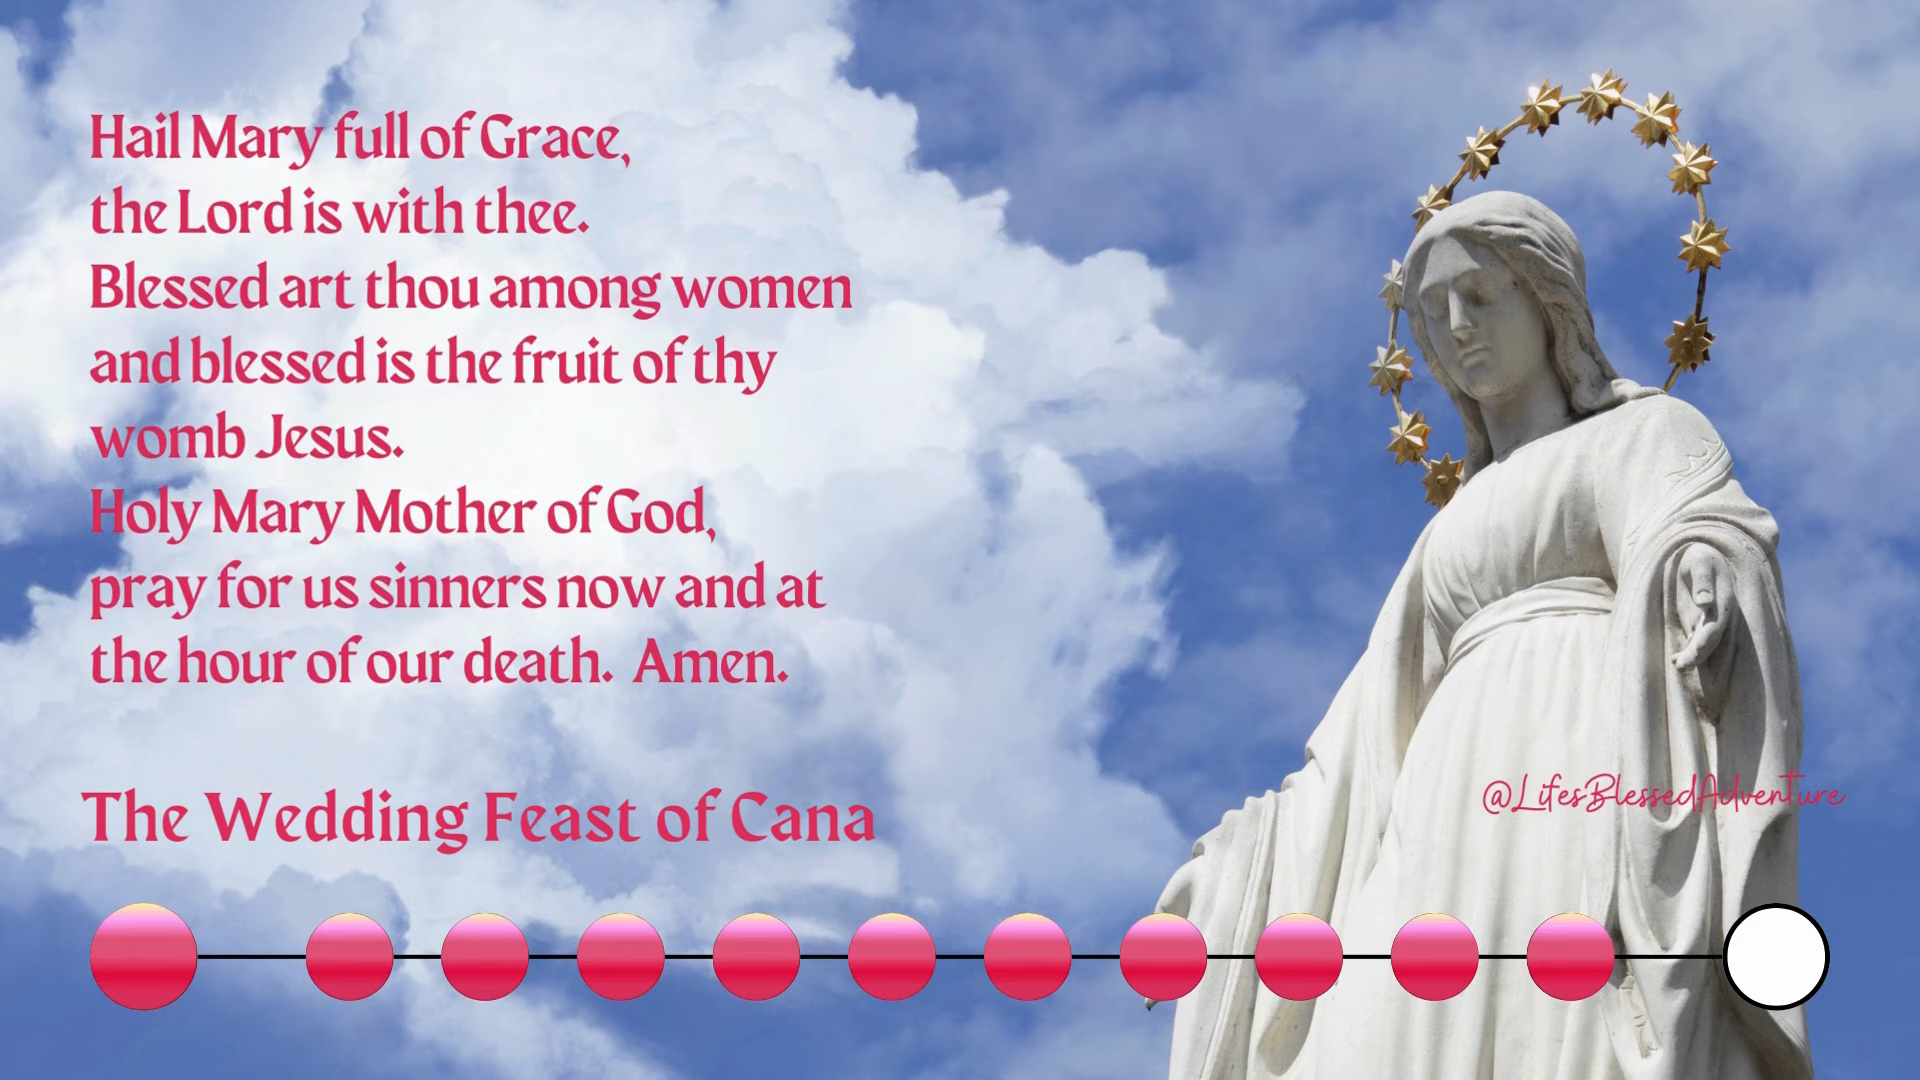 Hail Mary full of Grace,
the Lord is with thee.
Blessed art thou among women
and blessed is the fruit of thy
womb Jesus.
Holy Mary Mother of God,
pray for us sinners now and at
the hour of our death.  Amen.
The Wedding Feast of Cana
@LifesBlessedAdventure